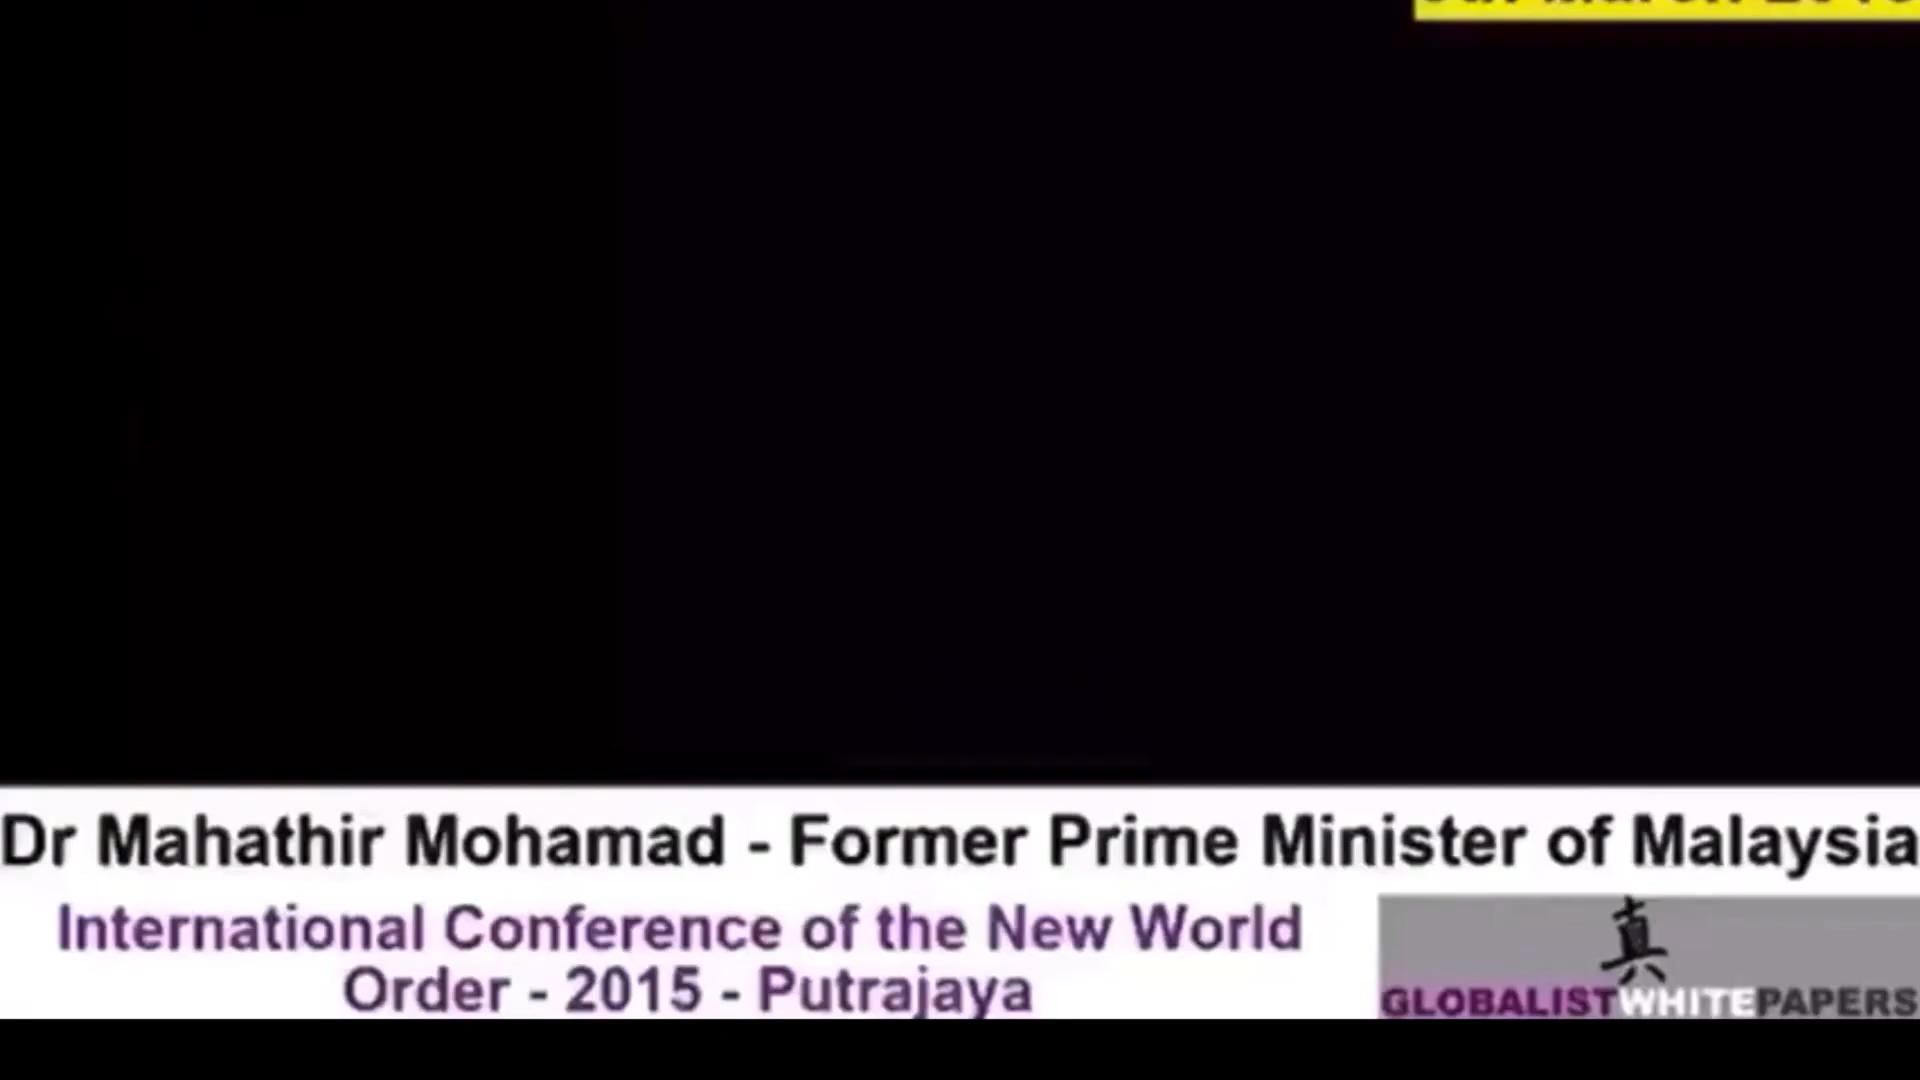 Dr Mahathir Mohamad - Former Prime Minister of Malaysia
International Conference of the New World
Order - 2015 - Putrajaya
真
GLOBALISTWHITEPAPERS